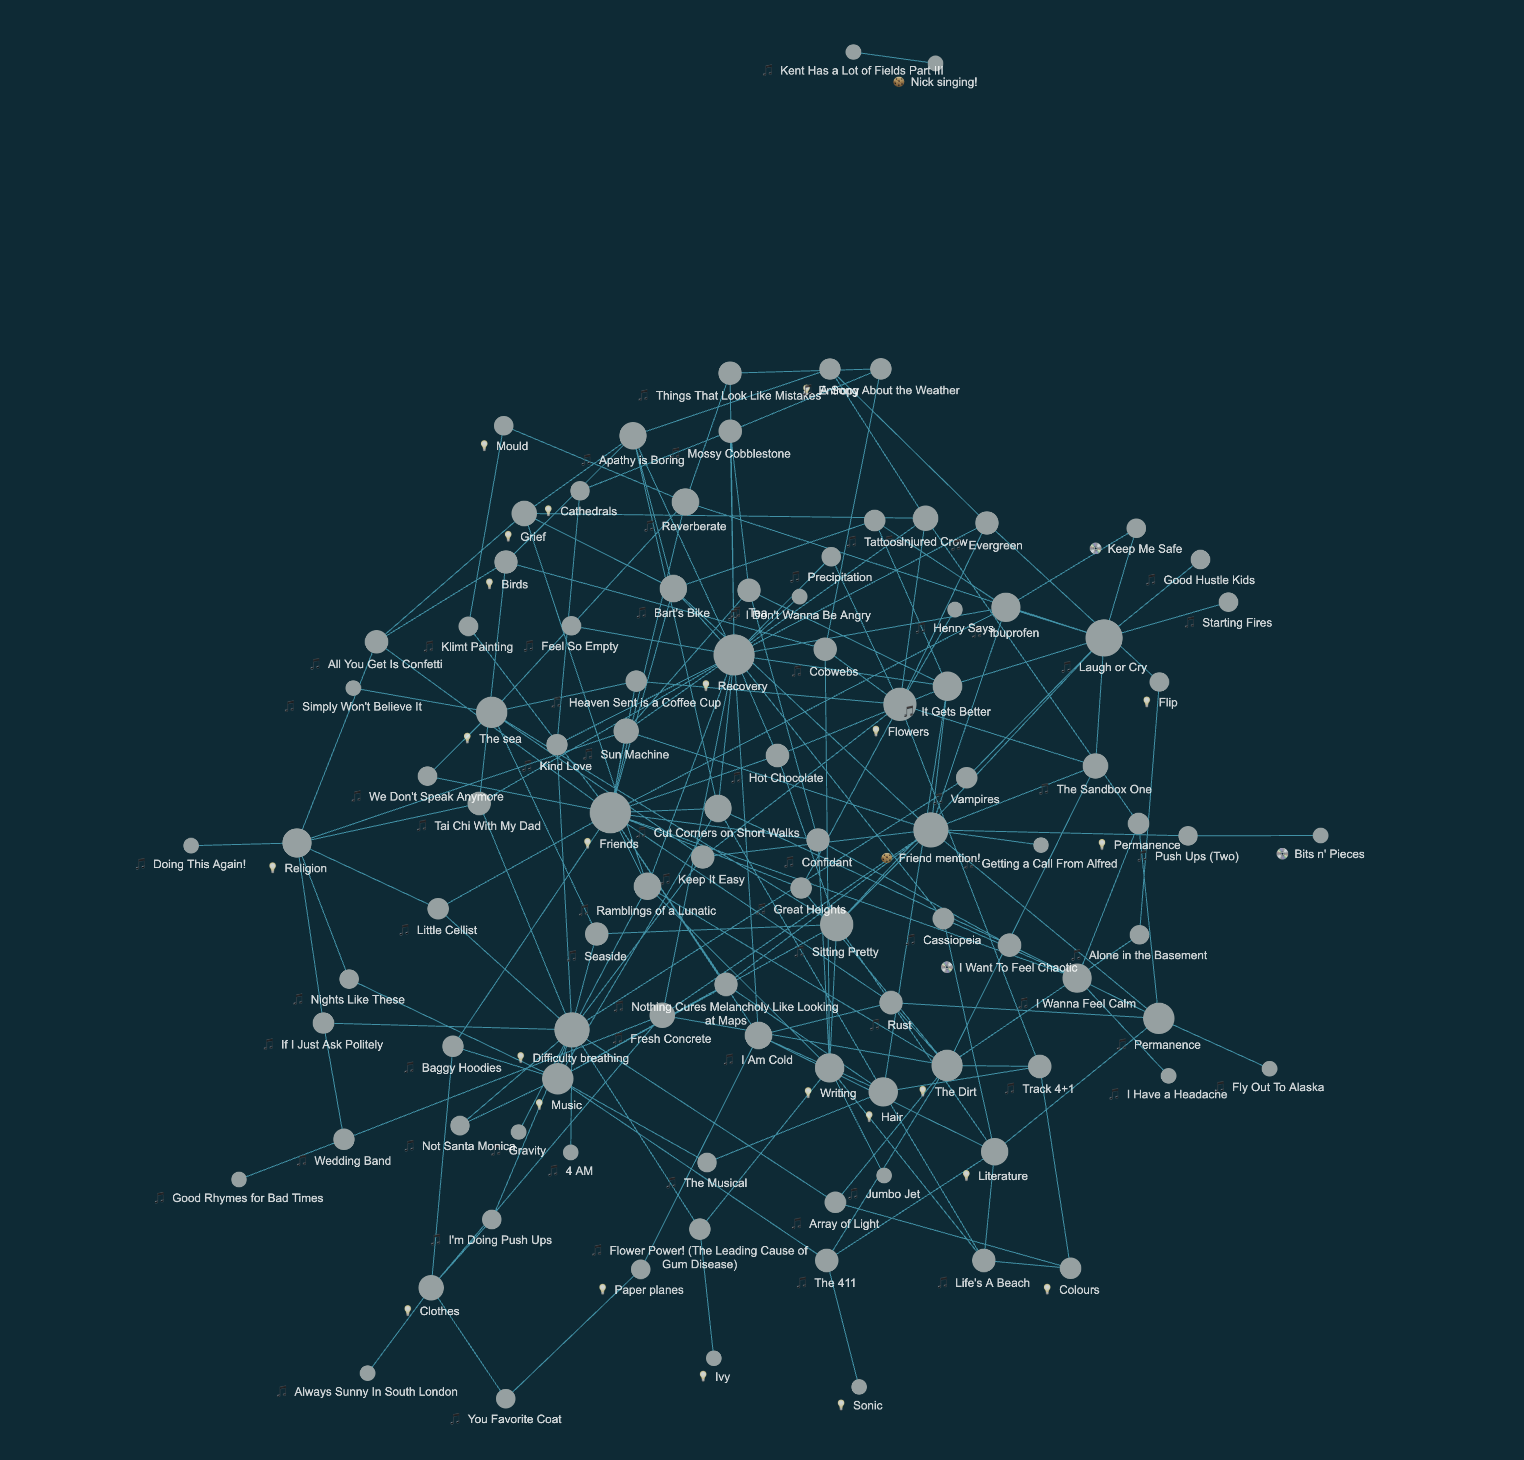 Kent Has a Lot of Fields Part III
Nick singing!
Things That Look Like Mistakes
Entropy
A Song About the Weather
Mould
Apathy is Boring
Mossy Cobblestone
Cathedrals
Reverberate
Grief
Tattoos
Injured Crow
Evergreen
Keep Me Safe
Birds
Precipitation
Good Hustle Kids
Bart's Bike
Tea
I Don't Wanna Be Angry
Henry Says
Ibuprofen
Starting Fires
Klimt Painting
Feel So Empty
All You Get Is Confetti
Cobwebs
Laugh or Cry
Recovery
Simply Won't Believe It
Heaven Sent is a Coffee Cup
It Gets Better
Flip
The sea
Flowers
Sun Machine
Kind Love
Hot Chocolate
The Sandbox One
We Don't Speak Anymore
Vampires
Tai Chi With My Dad
Cut Corners on Short Walks
Friends
Permanence
Push Ups (Two)
Bits n' Pieces
Doing This Again!
Religion
Confidant
Friend mention!
Getting a Call From Alfred
Keep It Easy
Ramblings of a Lunatic
Great Heights
Little Cellist
Seaside
Sitting Pretty
Cassiopeia
Alone in the Basement
I Want To Feel Chaotic
Nights Like These
Nothing Cures Melancholy Like Looking
at Maps
I Wanna Feel Calm
If I Just Ask Politely
Fresh Concrete
Rust
Permanence
Difficulty breathing
Baggy Hoodies
I Am Cold
Writing
The Dirt
Track 4+1
I Have a Headache
Fly Out To Alaska
Music
Hair
Not Santa Monica
Gravity
Wedding Band
4 AM
The Musical
Literature
Good Rhymes for Bad Times
Jumbo Jet
Array of Light
I'm Doing Push Ups
Flower Power! (The Leading Cause of
Gum Disease)
Paper planes
The 411
Life's A Beach
Colours
Clothes
Ivy
Always Sunny In South London
Sonic
You Favorite Coat